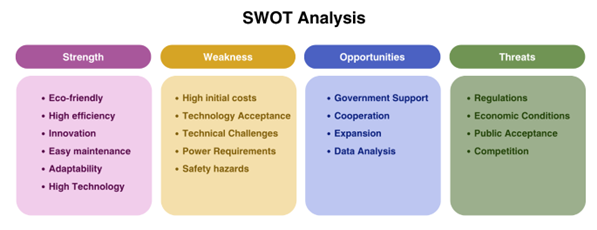 SWOT Analysis
Strength
Weakness
Opportunities
Threats
• Eco-friendly
• High efficiency
• Innovation
• Easy maintenance
• Adaptability
• High Technology
• High initial costs
• Technology Acceptance
• Technical Challenges
• Power Requirements
• Safety hazards
• Government Support
• Cooperation
• Expansion
• Data Analysis
• Regulations
• Economic Conditions
• Public Acceptance
• Competition